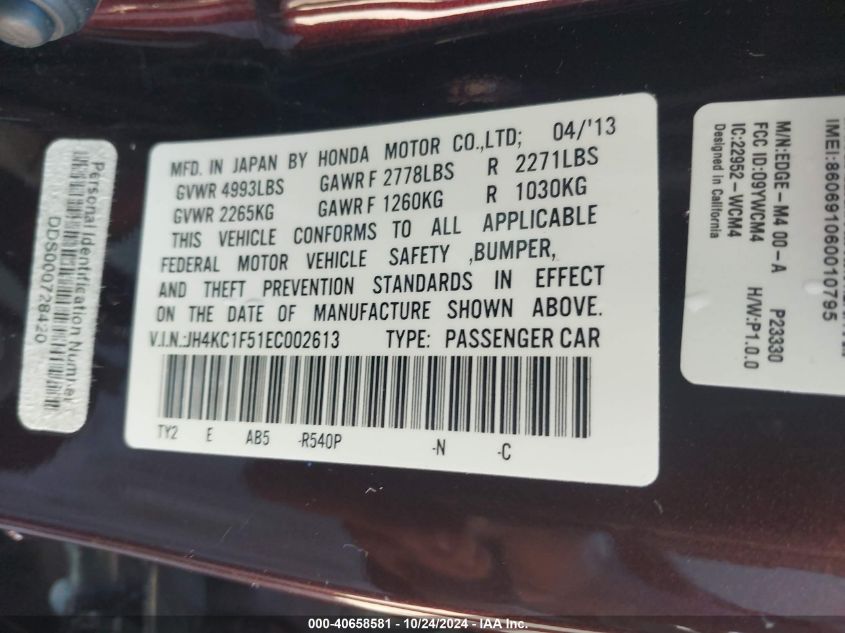 Personal Identification Number
DDS000728420
MFD. IN JAPAN BY HONDA MOTOR CO.,LTD; 04/'13
GVWR 4993LBS GAWR F 2778LBS R 2271LBS
GVWR 2265KG GAWR F 1260KG R 1030KG
THIS VEHICLE CONFORMS TO ALL APPLICABLE
FEDERAL MOTOR VEHICLE SAFETY ,BUMPER,
AND THEFT PREVENTION STANDARDS IN EFFECT
ON THE DATE OF MANUFACTURE SHOWN ABOVE.
V.I.N.:JH4KC1F51EC002613 TYPE: PASSENGER CAR
TY2 E AB5 -R540P -N -C
IMEI:860691060010795
M/N:EDGE-M4 00-A P23330
FCC ID:09YWCM4 H/W:P1.0.0
IC:22952-WCM4
Designed in California
000-40658581 - 10/24/2024 - IAAI.COM